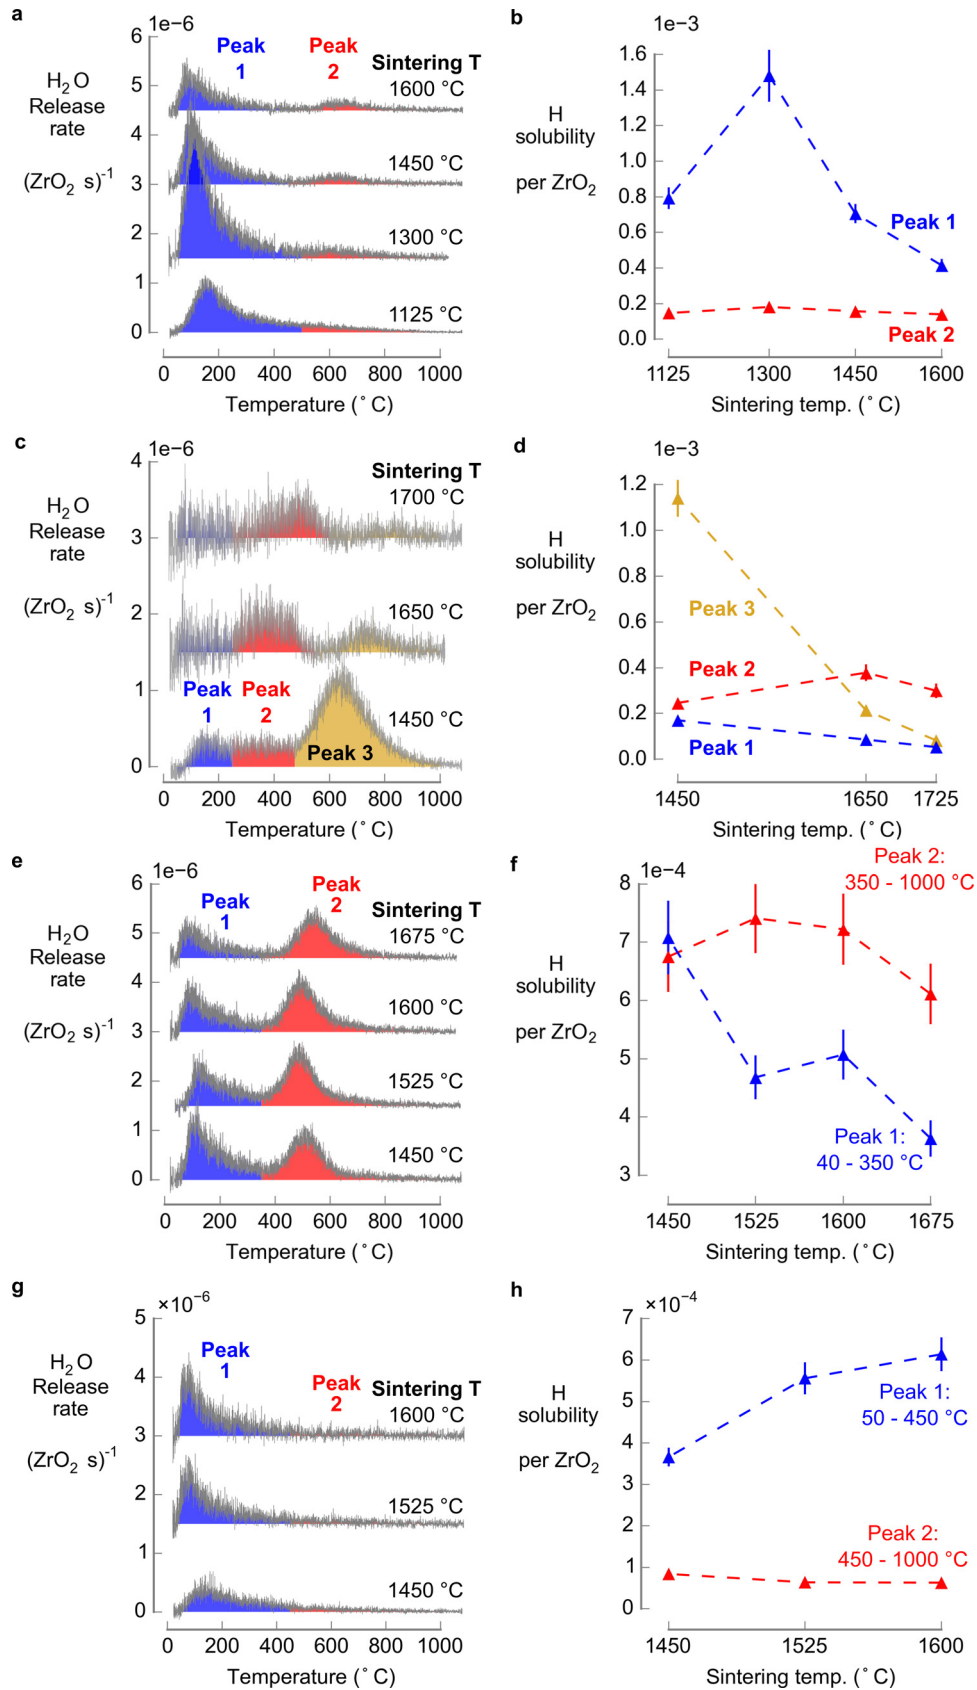 a
1e−6
H2O
Release
rate
(ZrO2 s)-1
6
5
4
3
1
0
Peak
1
Peak
2
Sintering T
1600 °C
1450 °C
1300 °C
1125 °C
0 200 400 600 800 1000
Temperature (°C)
b
1e−3
H
solubility
per ZrO2
1.6
1.4
1.2
1.0
0.8
0.6
0.4
0.2
0.0
Peak 1
Peak 2
1125 1300 1450 1600
Sintering temp. (°C)
c
1e−6
H2O
Release
rate
(ZrO2 s)-1
4
3
2
1
0
Sintering T
1700 °C
1650 °C
1450 °C
Peak
1
Peak
2
Peak 3
0 200 400 600 800 1000
Temperature (°C)
d
1e−3
H
solubility
per ZrO2
1.2
1.0
0.8
0.6
0.4
0.2
0.0
Peak 3
Peak 2
Peak 1
1450 1650 1725
Sintering temp. (°C)
e
1e−6
H2O
Release
rate
(ZrO2 s)-1
6
5
4
3
2
1
0
Peak
1
Peak
2
Sintering T
1675 °C
1600 °C
1525 °C
1450 °C
0 200 400 600 800 1000
Temperature (°C)
f
1e−4
H
solubility
per ZrO2
8
7
6
5
4
3
Peak 2:
350 - 1000 °C
Peak 1:
40 - 350 °C
1450 1525 1600 1675
Sintering temp. (°C)
g
×10−6
H2O
Release
rate
(ZrO2 s)-1
5
4
3
2
1
0
Peak
1
Peak
2
Sintering T
1600 °C
1525 °C
1450 °C
0 200 400 600 800 1000
Temperature (°C)
h
×10−4
H
solubility
per ZrO2
7
6
5
4
3
2
1
0
Peak 1:
50 - 450 °C
Peak 2:
450 - 1000 °C
1450 1525 1600
Sintering temp. (°C)